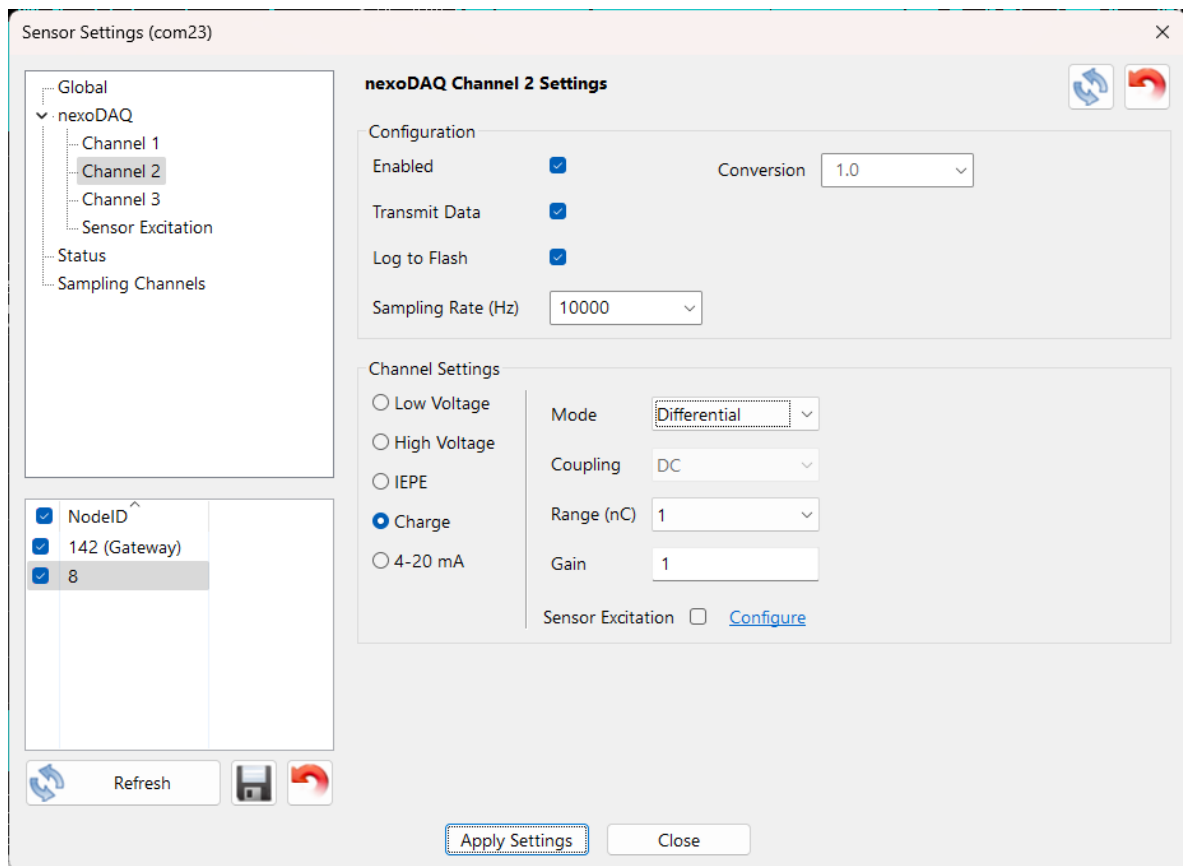 Sensor Settings (com23)
Global
nexoDAQ
Channel 1
Channel 2
Channel 3
Sensor Excitation
Status
Sampling Channels
NodeID
142 (Gateway)
8
Refresh
nexoDAQ Channel 2 Settings
Configuration
Enabled
Conversion 1.0
Transmit Data
Log to Flash
Sampling Rate (Hz) 10000
Channel Settings
Low Voltage
High Voltage
IEPE
Charge
4-20 mA
Mode Differential
Coupling DC
Range (nC) 1
Gain 1
Sensor Excitation Configure
Apply Settings Close